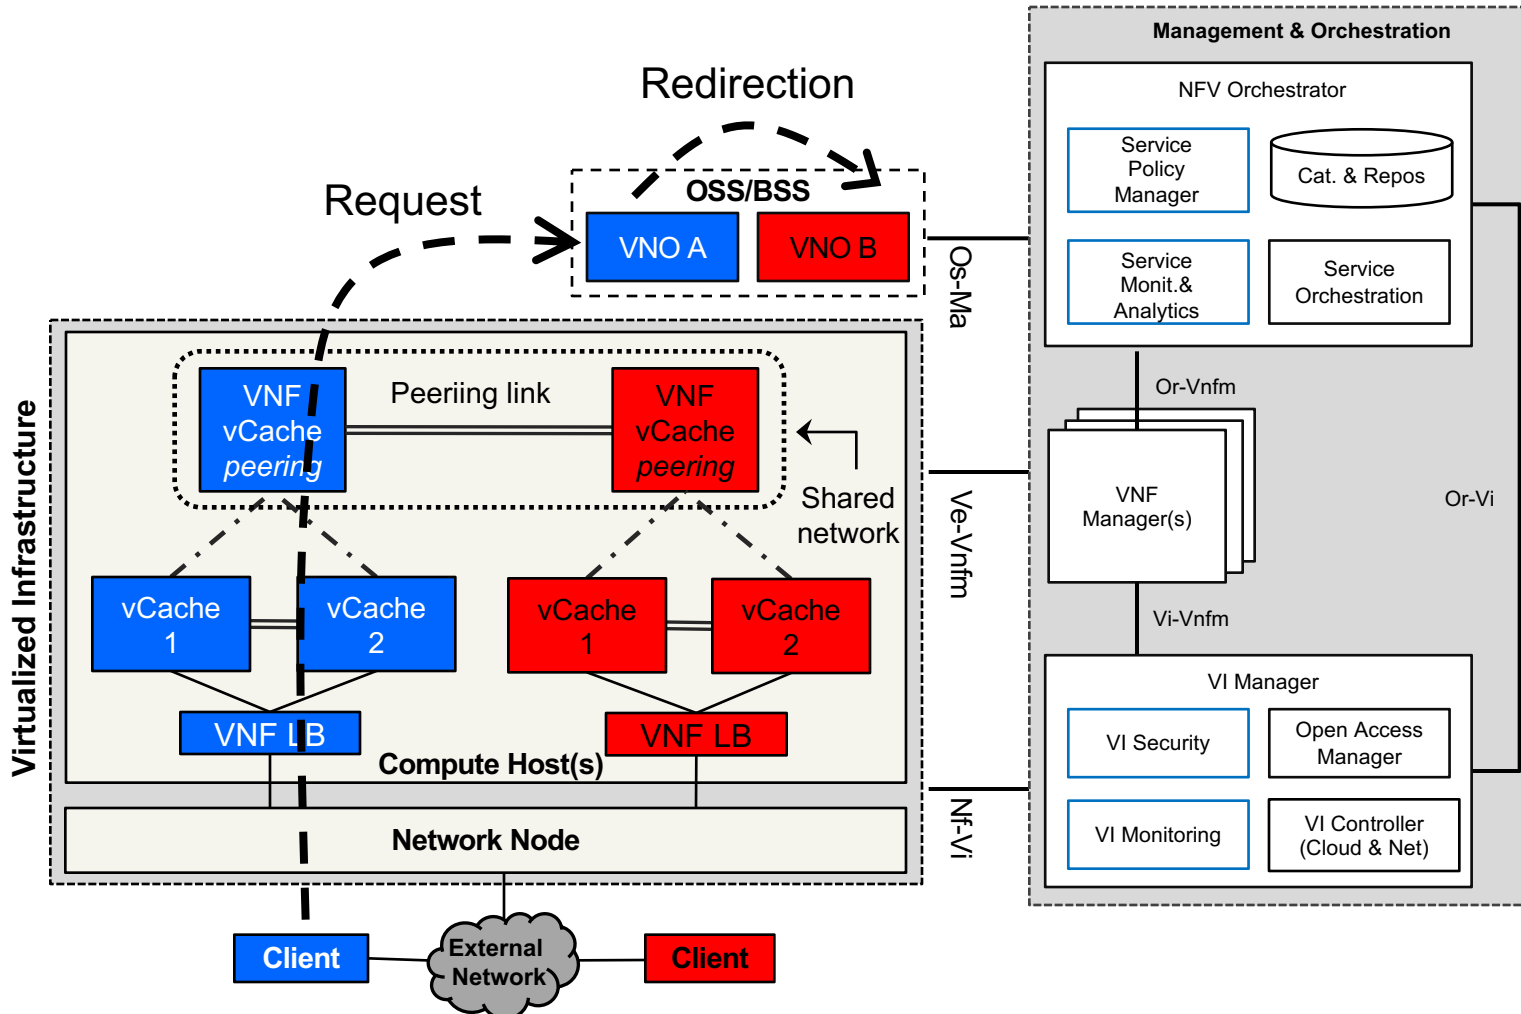 Management & Orchestration
NFV Orchestrator
Service
Policy
Manager
Cat. & Repos
Service
Monit.&
Analytics
Service
Orchestration
Redirection
Request
OSS/BSS
VNO A
VNO B
Os-Ma
Or-Vnfm
VNF
Manager(s)
Or-Vi
Ve-Vnfm
Vi-Vnfm
Nf-Vi
VI Manager
VI Security
Open Access
Manager
VI Monitoring
VI Controller
(Cloud & Net)
Virtualized Infrastructure
VNF
vCache
peering
Peeriing link
VNF
vCache
peering
Shared
network
vCache
1
vCache
2
vCache
1
vCache
2
VNF LB
VNF LB
Compute Host(s)
Network Node
Client
External
Network
Client